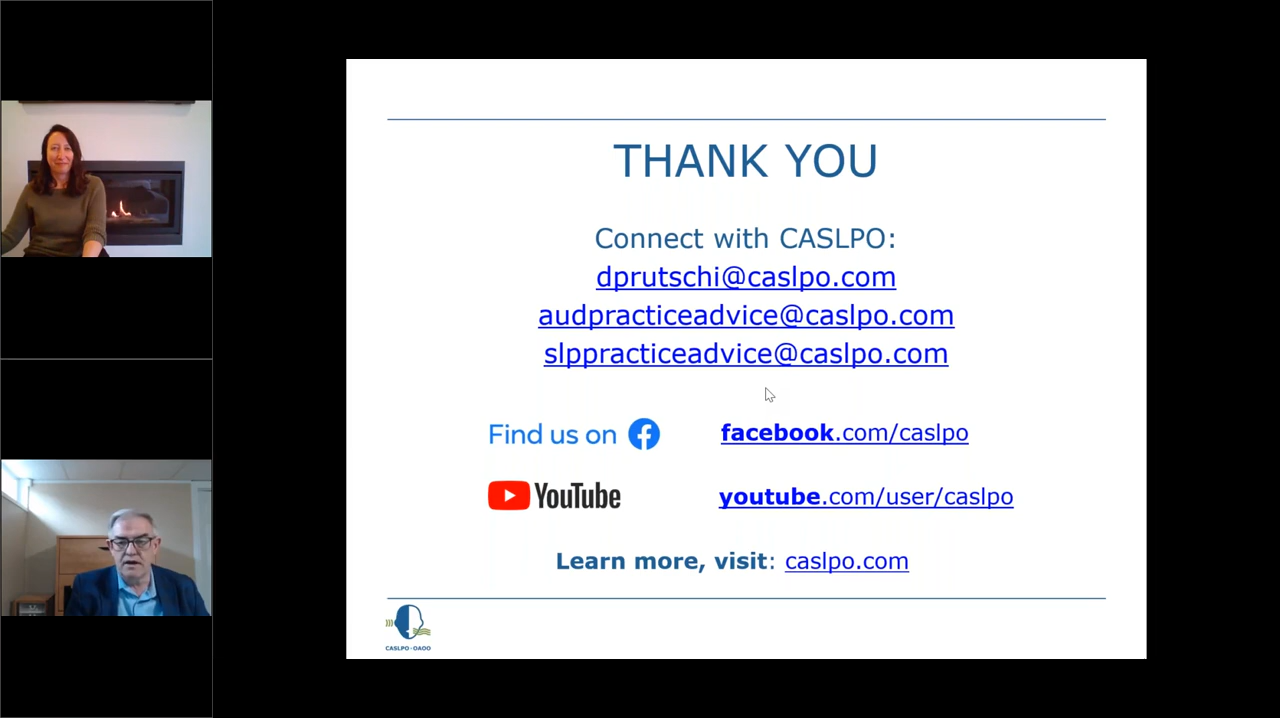 THANK YOU
Connect with CASLPO:
dprutschi@caslpo.com
audpracticeadvice@caslpo.com
slppracticeadvice@caslpo.com
Find us on facebook.com/caslpo
YouTube youtube.com/user/caslpo
Learn more, visit: caslpo.com
CASLPO•OAOO